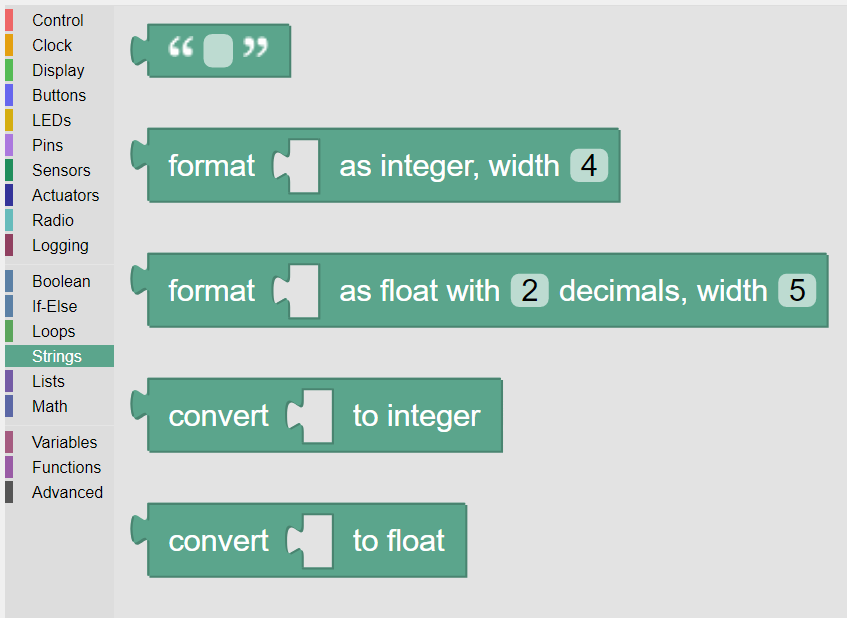 Control
Clock
Display
Buttons
LEDs
Pins
Sensors
Actuators
Radio
Logging
Boolean
If-Else
Loops
Strings
Lists
Math
Variables
Functions
Advanced
“ ”
format as integer, width 4
format as float with 2 decimals, width 5
convert to integer
convert to float